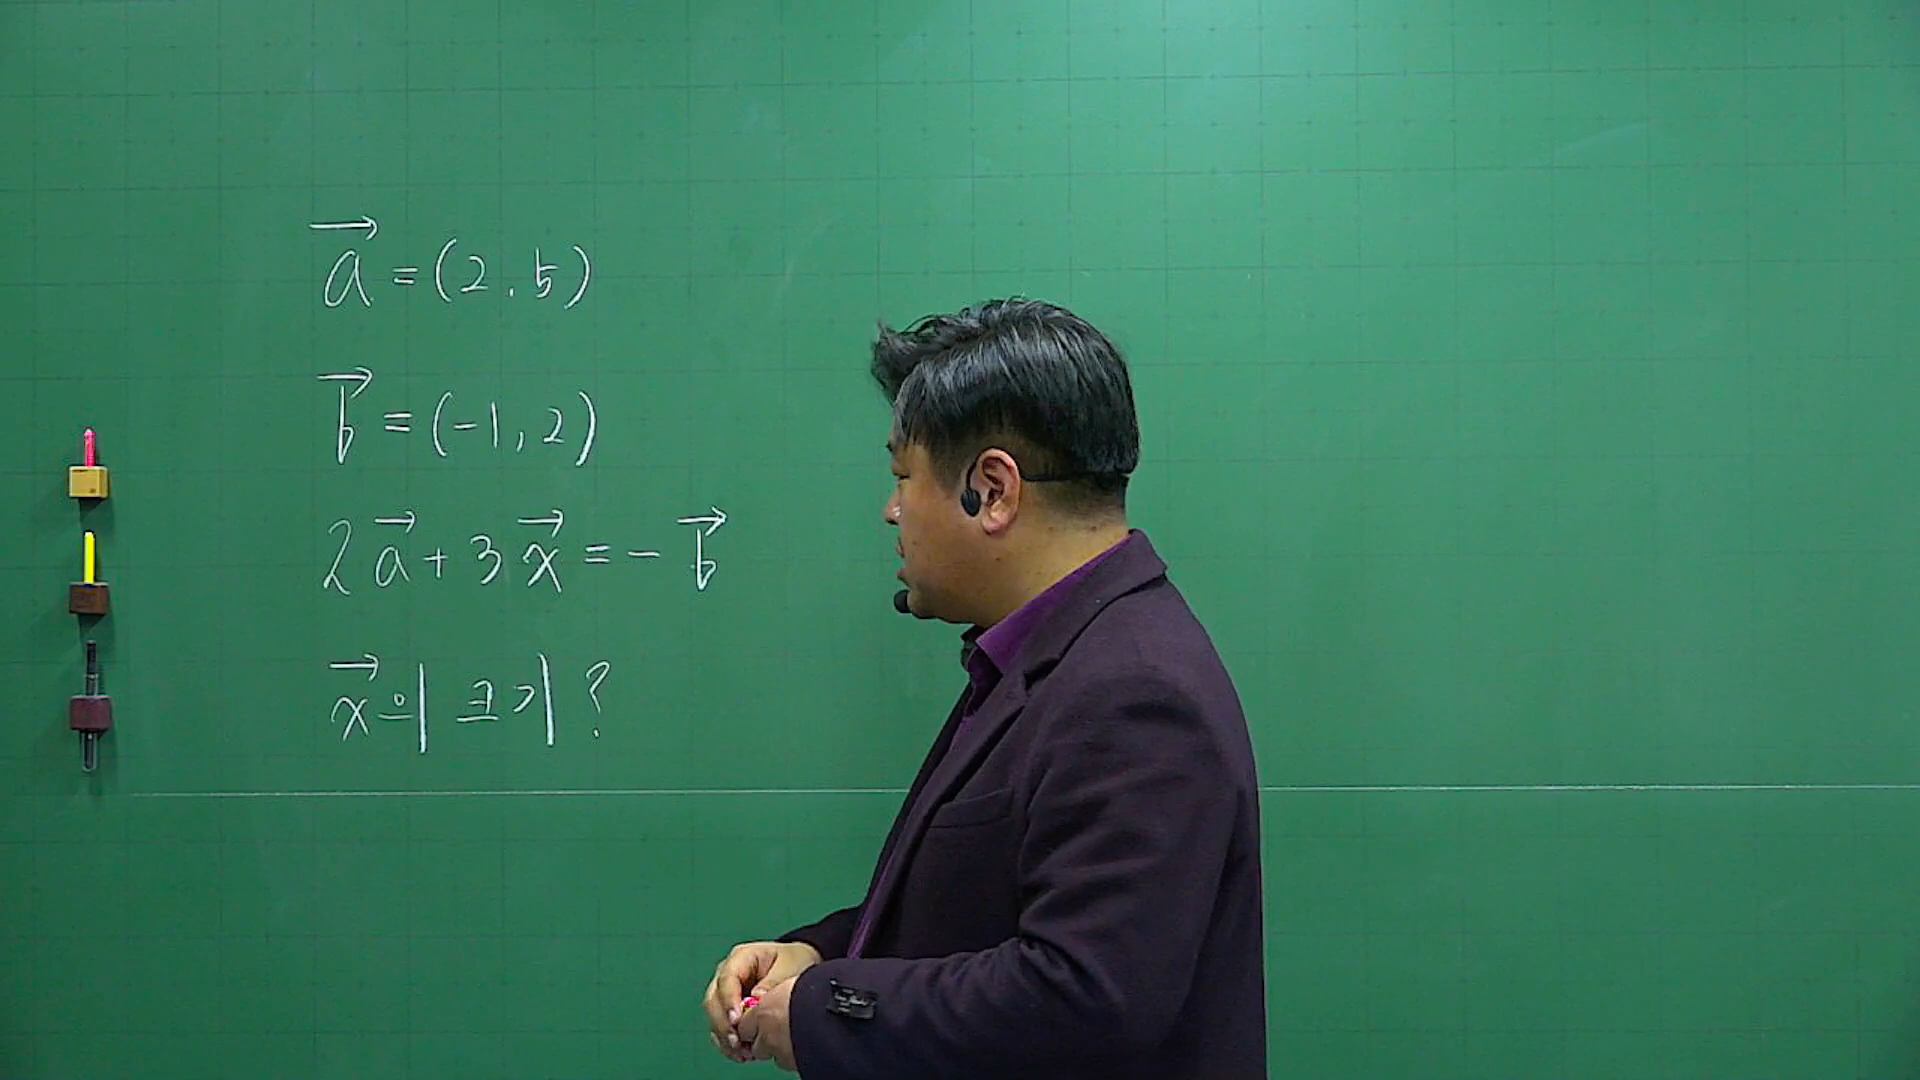 a⃗ = (2, 5)
b⃗ = (-1, 2)
2a⃗ + 3x⃗ = -b⃗
x⃗의 크기?